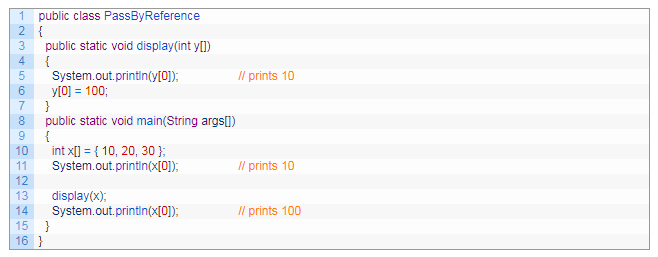 1 public class PassByReference
2 {
3 public static void display(int y[])
4 {
5 System.out.println(y[0]); // prints 10
6 y[0] = 100;
7 }
8 public static void main(String args[])
9 {
10 int x[] = { 10, 20, 30 };
11 System.out.println(x[0]); // prints 10
12
13 display(x);
14 System.out.println(x[0]); // prints 100
15 }
16 }